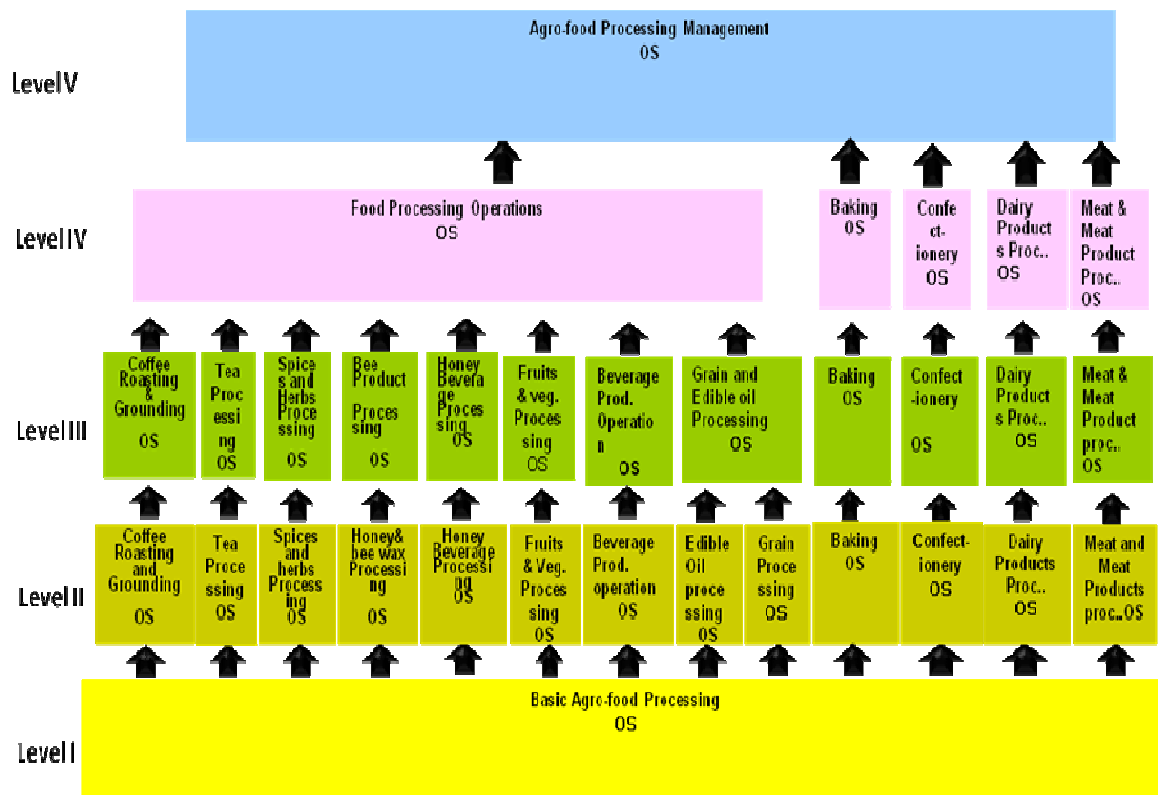 Agro-food Processing Management
OS
Level V
Food Processing Operations
OS
Baking
OS
Confe
ct-
ionery
OS
Dairy
Product
s Proc..
OS
Meat &
Meat
Product
Proc..
OS
Level IV
Coffee
Roasting
&
Grounding
OS
Tea
Proc
essi
ng
OS
Spice
s and
Herbs
Proce
ssing
OS
Bee
Product
Proces
sing
OS
Honey
Bevera
ge Proc
essing
OS
Fruits
& veg.
Proces
sing
OS
Beverage
Prod.
Operatio
n
OS
Grain and
Edible oil
Processing
OS
Baking
OS
Confect
-ionery
OS
Dairy
Product
s Proc..
OS
Meat &
Meat
Product
proc..
OS
Level III
Coffee
Roasting
and
Grounding
OS
Tea
Proce
ssing
OS
Spices
and
herbs
Process
ing
OS
Honey&
bee wax
Processi
ng
OS
Honey
Beverage
Processi
ng
OS
Fruits
& Veg.
Proces
sing
OS
Beverage
Prod.
operation
OS
Edible
Oil
proce
ssing
OS
Grain
Proce
ssing
OS
Baking
OS
Confect-
ionery
OS
Dairy
Products
Proc..
OS
Meat and
Meat
Products
proc..OS
Level II
Basic Agro-food Processing
OS
Level I